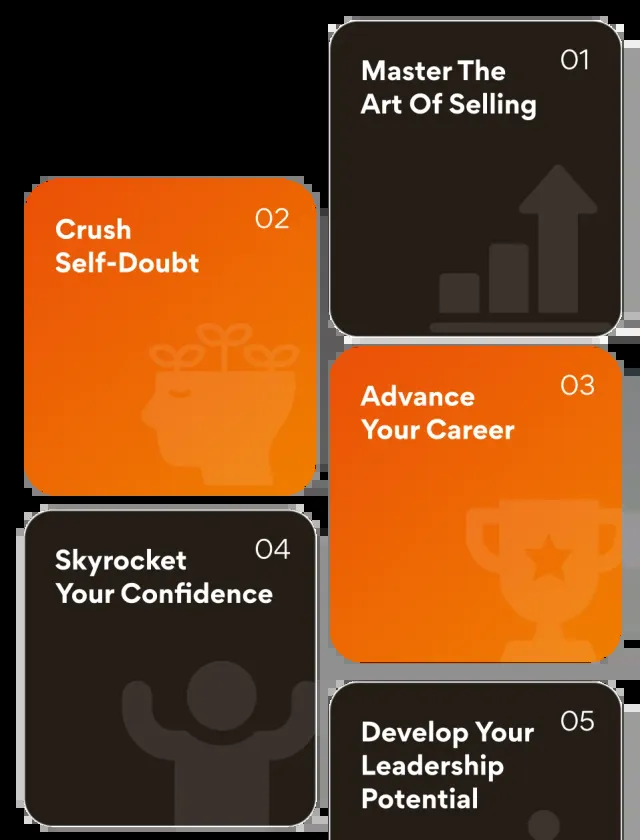 01
Master The
Art Of Selling
02
Crush
Self-Doubt
03
Advance
Your Career
04
Skyrocket
Your Confidence
05
Develop Your
Leadership
Potential